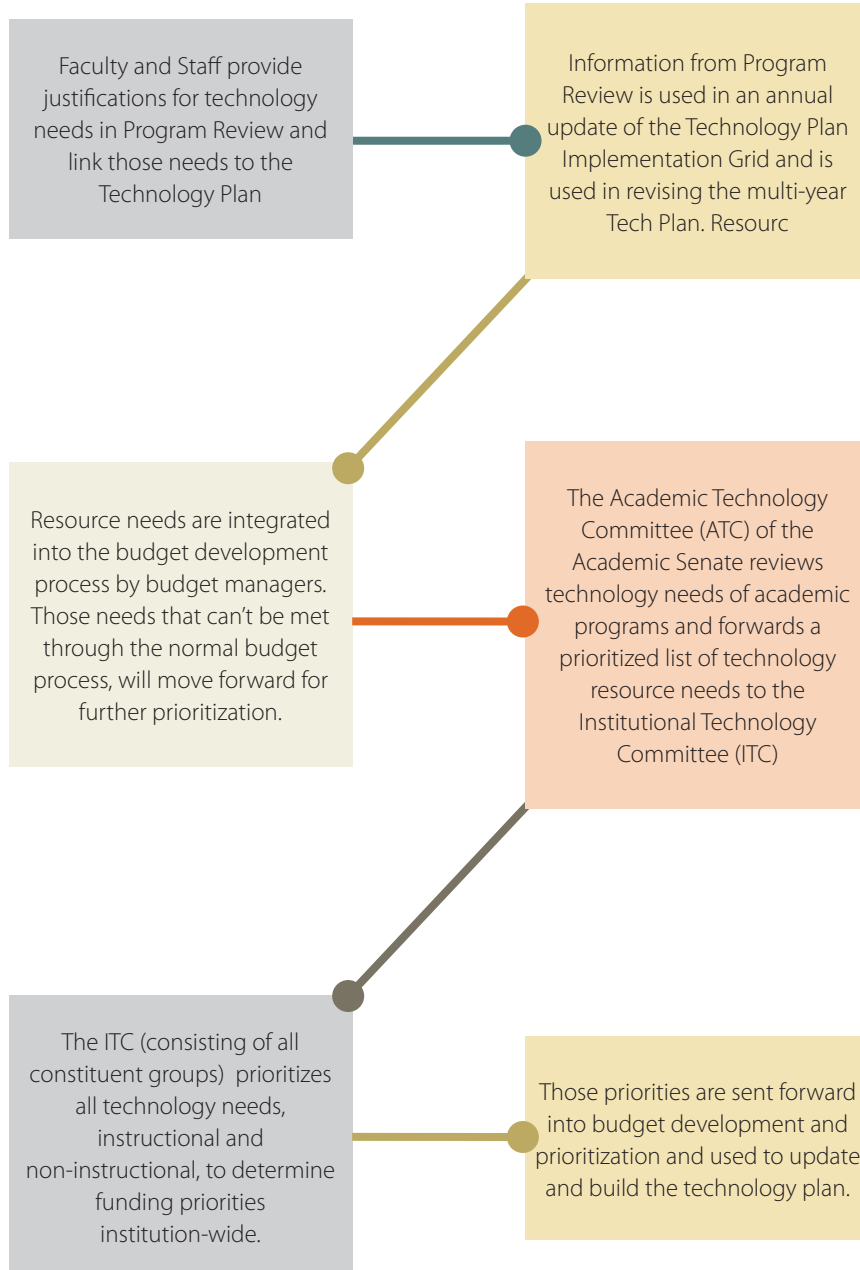 Faculty and Staff provide
justifications for technology
needs in Program Review and
link those needs to the
Technology Plan
Information from Program
Review is used in an annual
update of the Technology Plan
Implementation Grid and is
used in revising the multi-year
Tech Plan. Resourc
Resource needs are integrated
into the budget development
process by budget managers.
Those needs that can’t be met
through the normal budget
process, will move forward for
further prioritization.
The Academic Technology
Committee (ATC) of the
Academic Senate reviews
technology needs of academic
programs and forwards a
prioritized list of technology
resource needs to the
Institutional Technology
Committee (ITC)
The ITC (consisting of all
constituent groups)  prioritizes
all technology needs,
instructional and
non-instructional, to determine
funding priorities
institution-wide.
Those priorities are sent forward
into budget development and
prioritization and used to update
and build the technology plan.